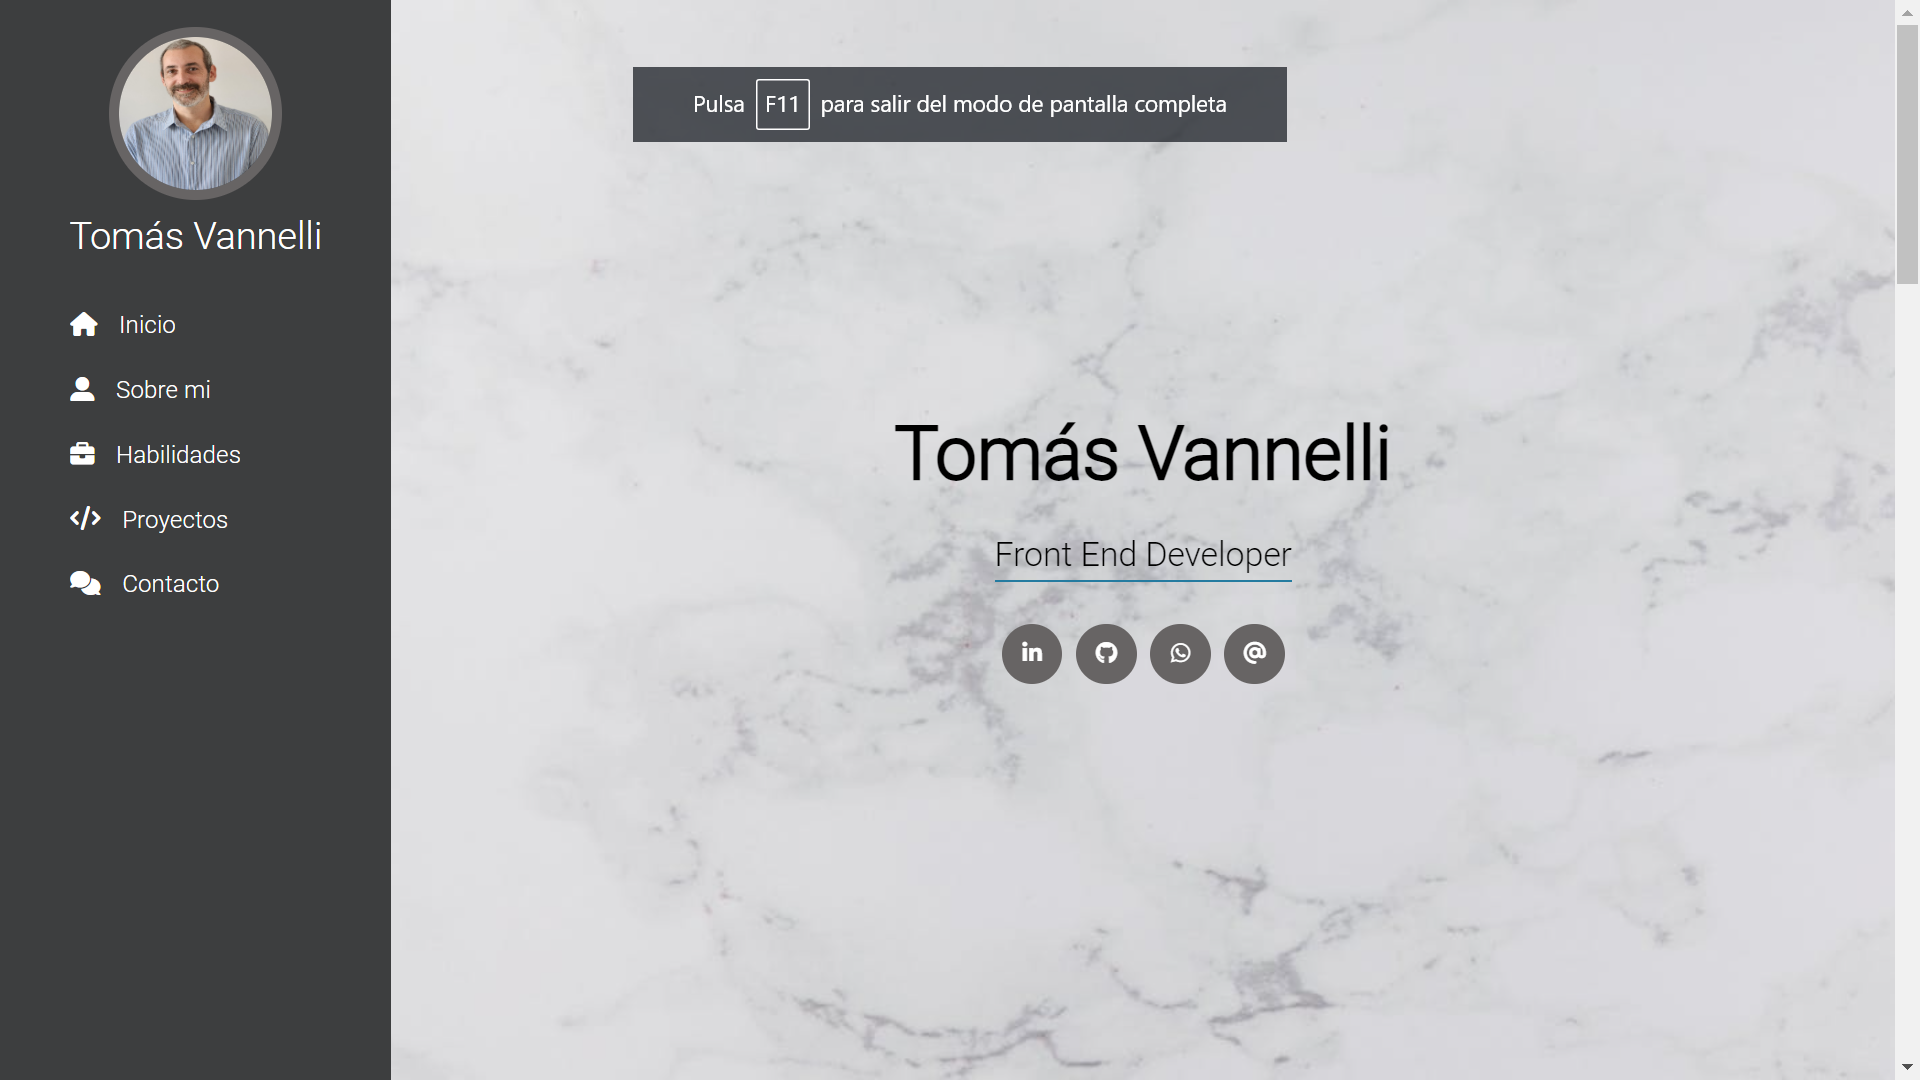 Tomás Vannelli
Inicio
Sobre mi
Habilidades
Proyectos
Contacto
Pulsa F11 para salir del modo de pantalla completa
Tomás Vannelli
Front End Developer